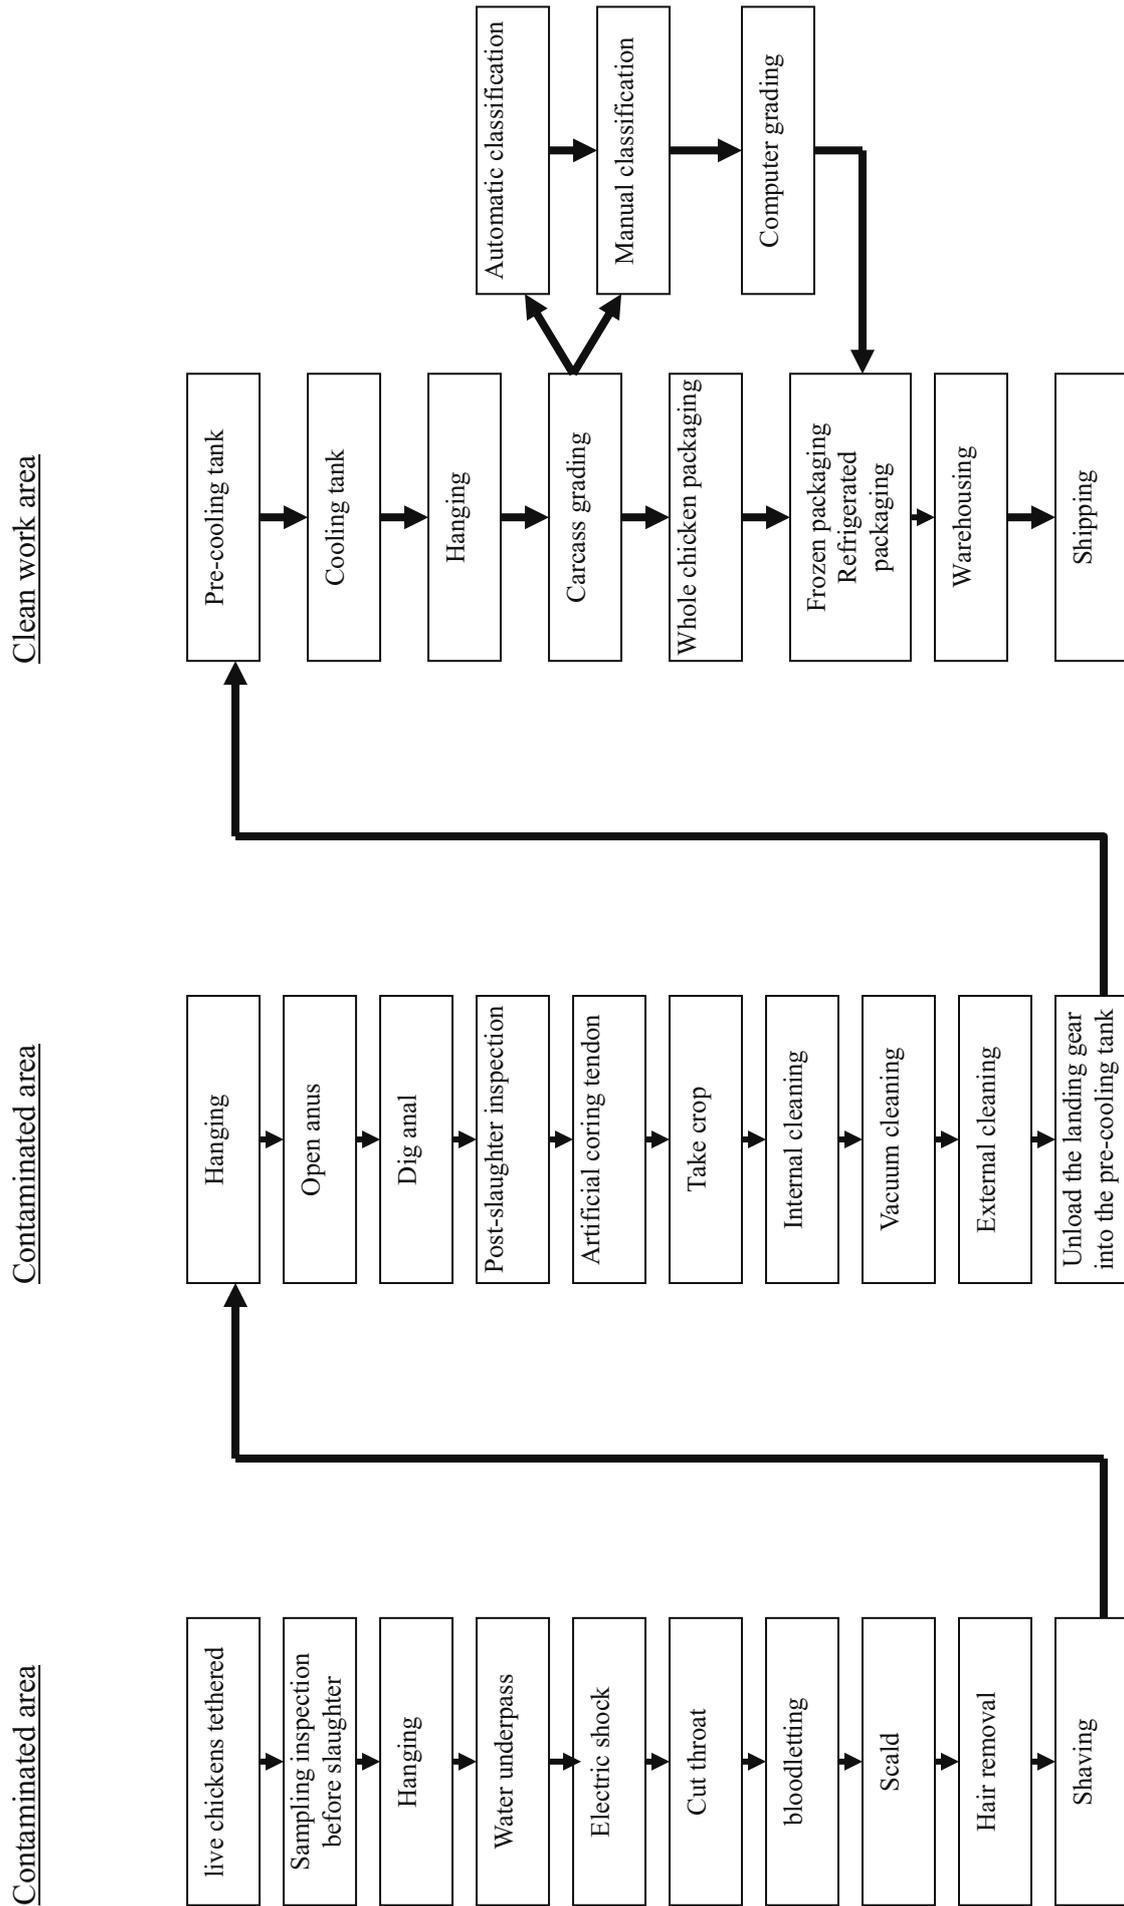 Contaminated area
live chickens tethered
Sampling inspection
before slaughter
Hanging
Water underpass
Electric shock
Cut throat
bloodletting
Scald
Hair removal
Shaving
Contaminated area
Hanging
Open anus
Dig anal
Post-slaughter inspection
Artificial coring tendon
Take crop
Internal cleaning
Vacuum cleaning
External cleaning
Unload the landing gear
into the pre-cooling tank
Clean work area
Pre-cooling tank
Cooling tank
Hanging
Carcass grading
Whole chicken packaging
Frozen packaging
Refrigerated
packaging
Warehousing
Shipping
Automatic classification
Manual classification
Computer grading